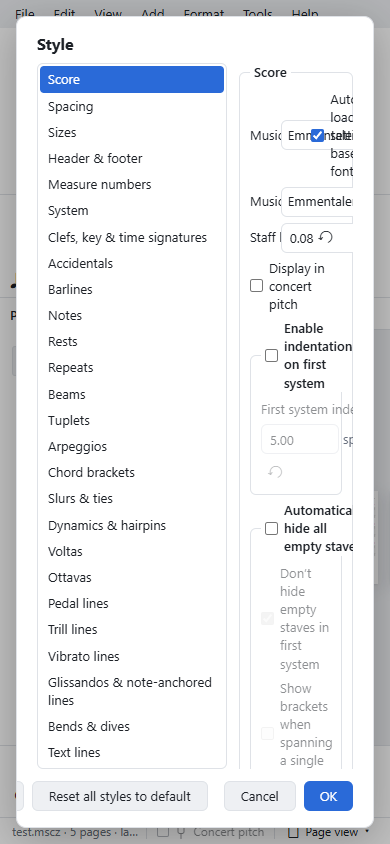 File Edit View Add Format Tools Help
Style
Score
Spacing
Sizes
Header & footer
Measure numbers
System
Clefs, key & time signatures
Accidentals
Barlines
Notes
Rests
Repeats
Beams
Tuplets
Arpeggios
Chord brackets
Slurs & ties
Dynamics & hairpins
Voltas
Ottavas
Pedal lines
Trill lines
Vibrato lines
Glissandos & note-anchored
lines
Bends & dives
Text lines
Score
Music
base
Music Emmentaler
Staff
0.08
Display in
concert
pitch
Enable
indentation
on first
system
First system
5.00
sp
hide all
empty
Don't
hide
empty
staves in
first
system
Show
brackets
when
spanning
a single
Reset all styles to default
Cancel
OK
test.mscz · 5 pages · la...
Concert pitch
Page view